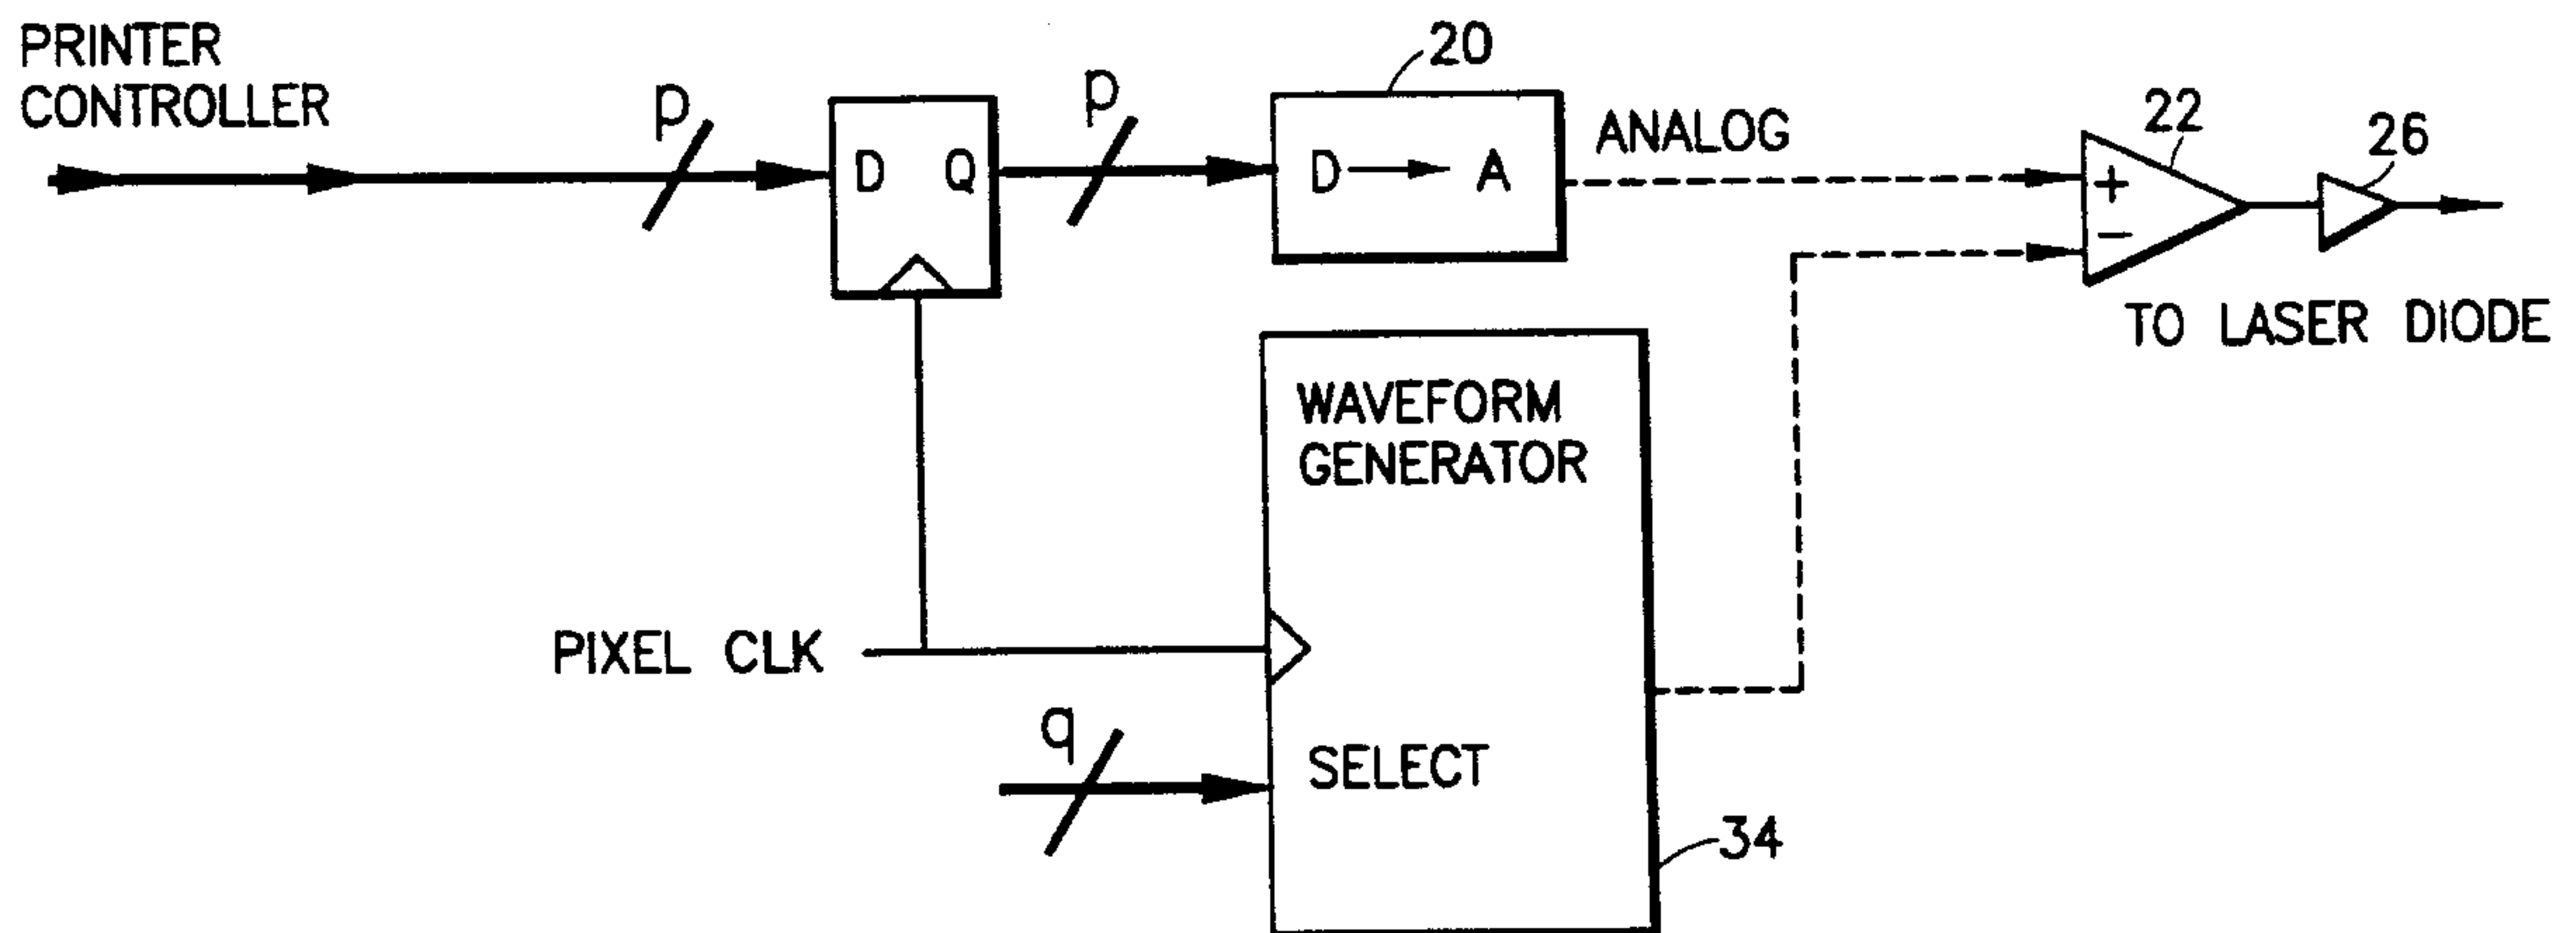 PRINTER
CONTROLLER
p
p
20
ANALOG
22
26
D Q
D A
+
−
TO LASER DIODE
WAVEFORM
GENERATOR
PIXEL CLK
q
SELECT
34